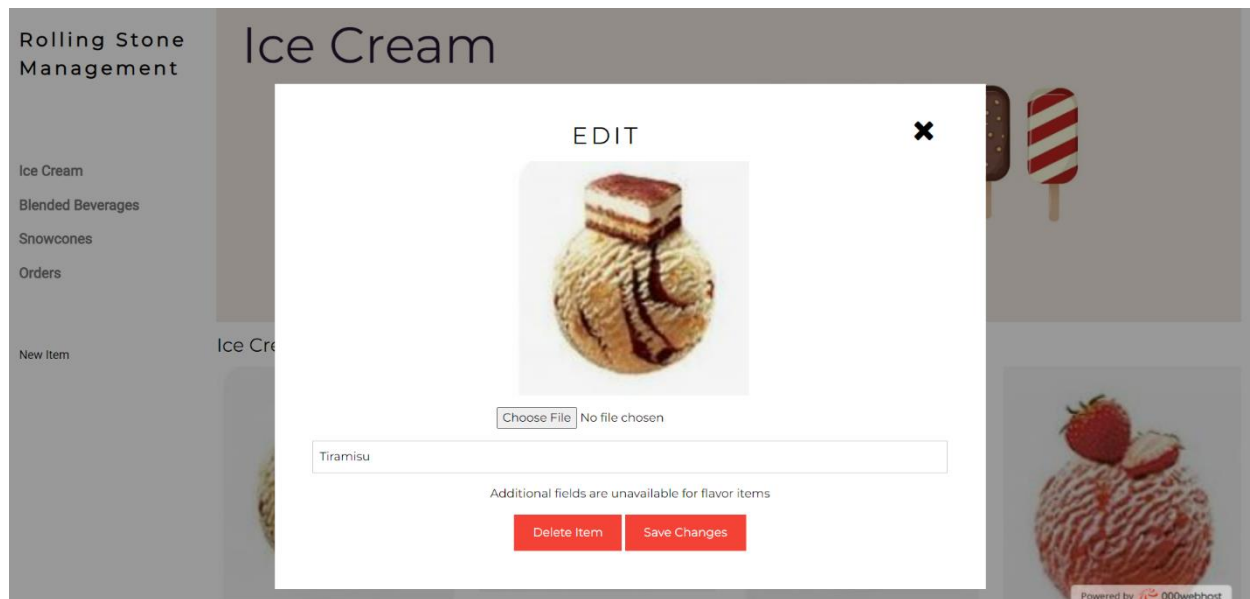 Rolling Stone
Management
Ice Cream
Blended Beverages
Snowcones
Orders
New Item
Ice Cream
EDIT
Choose File No file chosen
Tiramisu
Additional fields are unavailable for flavor items
Delete Item Save Changes
Ice Cre
Powered by 000webhost